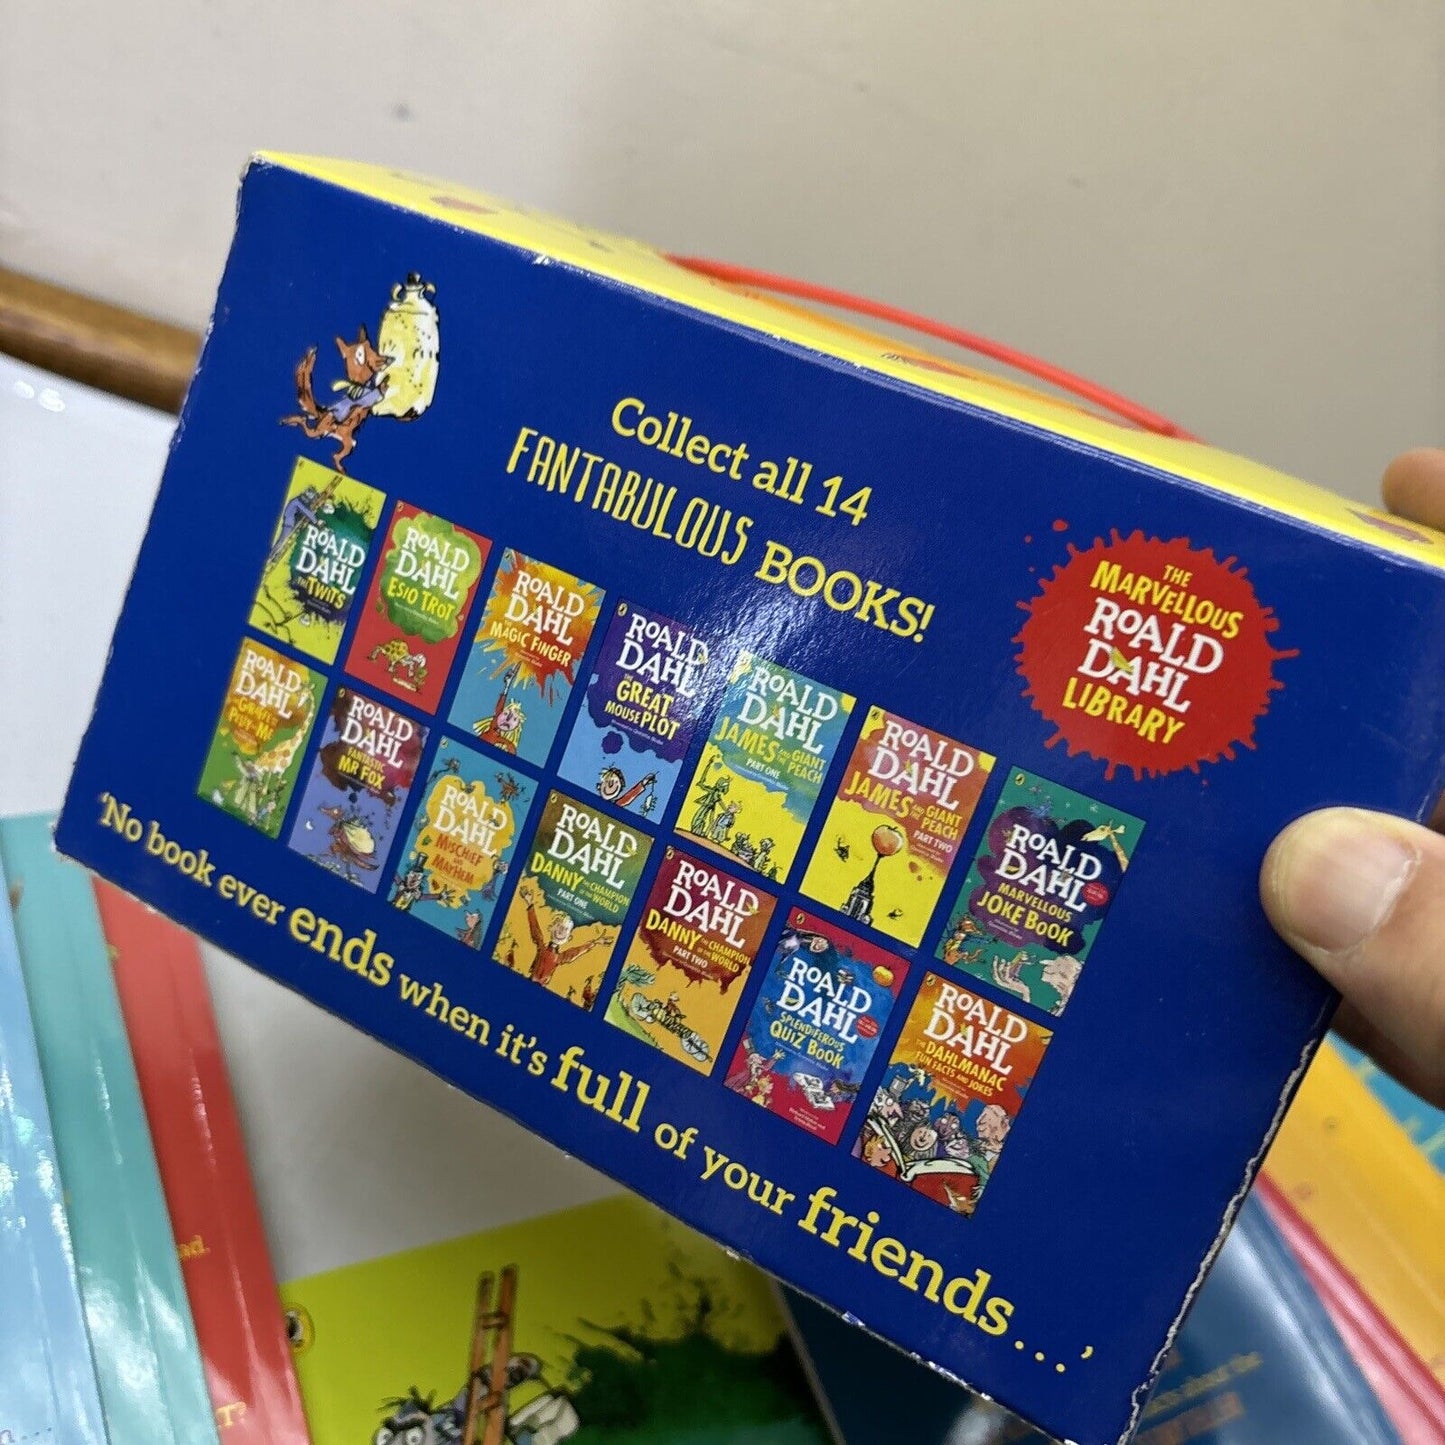 Collect all 14
FANTABULOUS BOOKS!
THE
MARVELLOUS
ROALD
DAHL
LIBRARY
ROALD
DAHL
THE TWITS
ROALD
DAHL
ESIO TROT
ROALD
DAHL
THE
MAGIC FINGER
ROALD
DAHL
THE
GREAT
MOUSE PLOT
ROALD
DAHL
JAMES AND THE GIANT PEACH
PART ONE
ROALD
DAHL
JAMES AND THE GIANT PEACH
PART TWO
ROALD
DAHL
MARVELLOUS
JOKE BOOK
ROALD
DAHL
ROALD
DAHL
FANTASTIC
MR FOX
ROALD
DAHL
MISCHIEF
AND
MAYHEM
ROALD
DAHL
DANNY THE CHAMPION OF THE WORLD
PART ONE
ROALD
DAHL
DANNY THE CHAMPION OF THE WORLD
PART TWO
ROALD
DAHL
SPLENDIFEROUS
QUIZ BOOK
ROALD
DAHL
THE DAHLMANAC
FUN FACTS AND JOKES
'No book ever ends when it's full of your friends....'